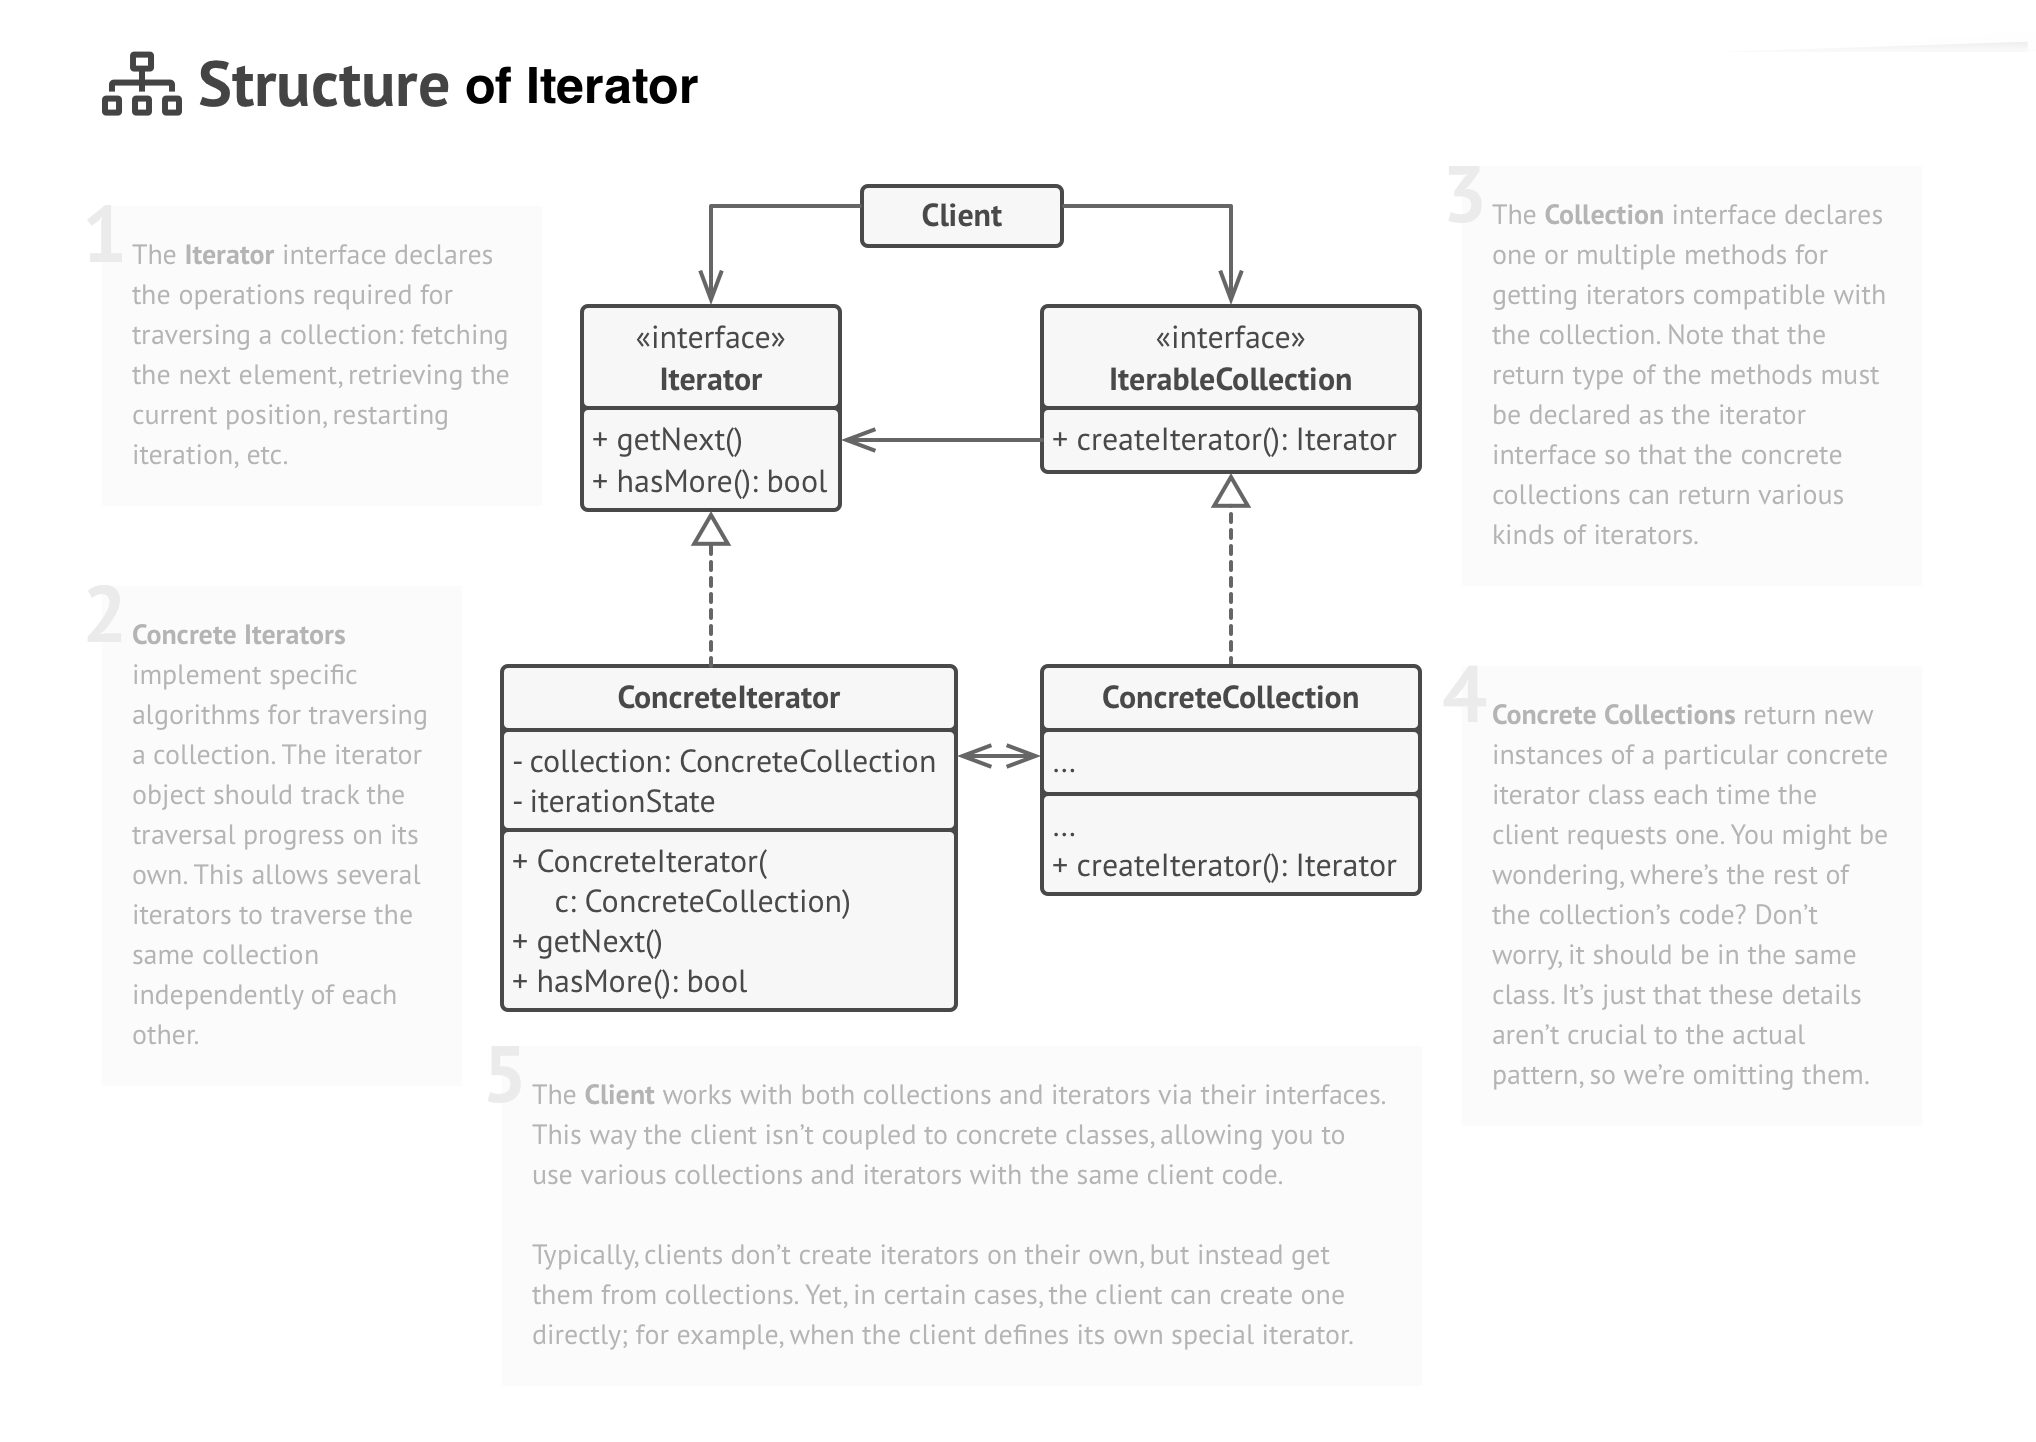 Structure of Iterator
1
The Iterator interface declares
the operations required for
traversing a collection: fetching
the next element, retrieving the
current position, restarting
iteration, etc.
2
Concrete Iterators
implement specific
algorithms for traversing
a collection. The iterator
object should track the
traversal progress on its
own. This allows several
iterators to traverse the
same collection
independently of each
other.
Client
«interface»
Iterator
+ getNext()
+ hasMore(): bool
«interface»
IterableCollection
+ createIterator(): Iterator
ConcreteIterator
- collection: ConcreteCollection
- iterationState
+ ConcreteIterator(
c: ConcreteCollection)
+ getNext()
+ hasMore(): bool
ConcreteCollection
...
...
+ createIterator(): Iterator
3
The Collection interface declares
one or multiple methods for
getting iterators compatible with
the collection. Note that the
return type of the methods must
be declared as the iterator
interface so that the concrete
collections can return various
kinds of iterators.
4
Concrete Collections return new
instances of a particular concrete
iterator class each time the
client requests one. You might be
wondering, where’s the rest of
the collection’s code? Don’t
worry, it should be in the same
class. It’s just that these details
aren’t crucial to the actual
pattern, so we’re omitting them.
5
The Client works with both collections and iterators via their interfaces.
This way the client isn’t coupled to concrete classes, allowing you to
use various collections and iterators with the same client code.
Typically, clients don’t create iterators on their own, but instead get
them from collections. Yet, in certain cases, the client can create one
directly; for example, when the client defines its own special iterator.